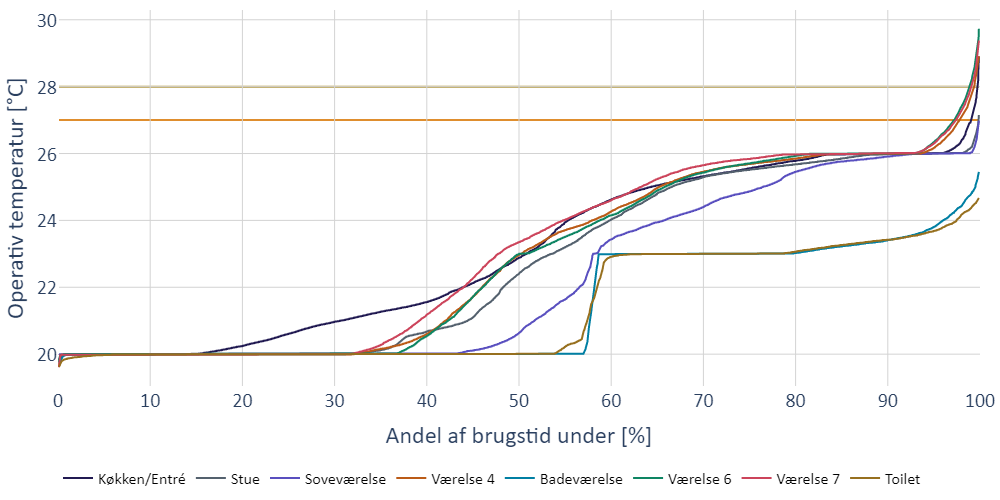 Operativ temperatur [°C]
30
28
26
24
22
20
0 10 20 30 40 50 60 70 80 90 100
Andel af brugstid under [%]
Køkken/Entré Stue Soveværelse Værelse 4 Badeværelse Værelse 6 Værelse 7 Toilet